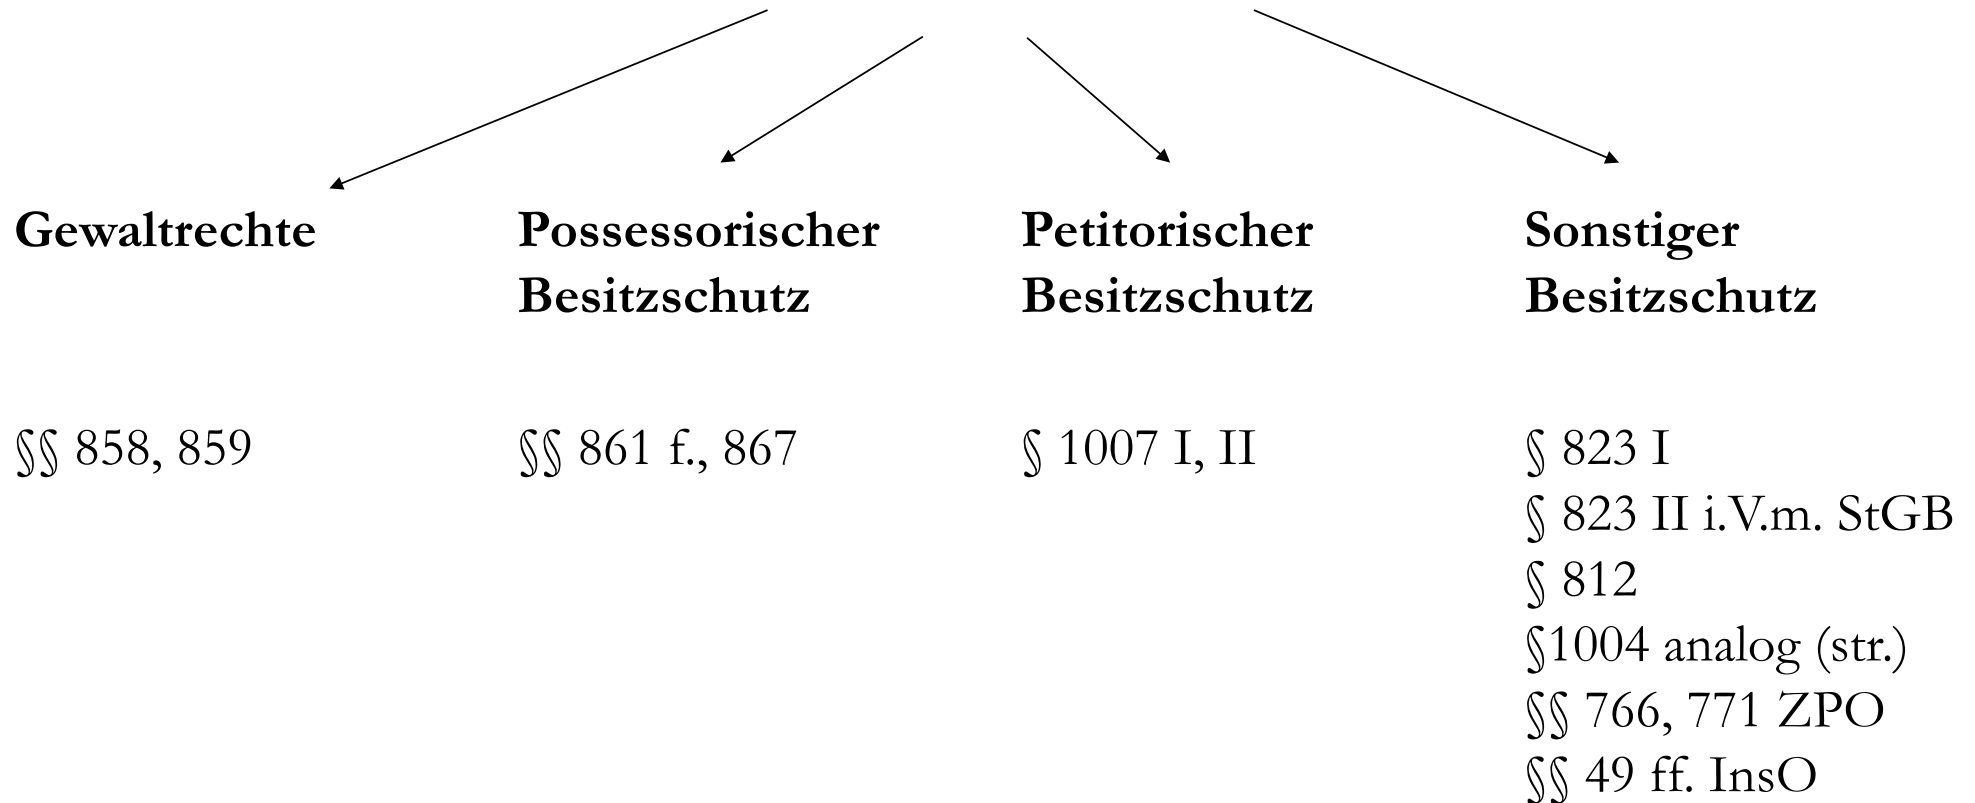 Gewaltrechte
Possessorischer
Besitzschutz
Petitorischer
Besitzschutz
Sonstiger
Besitzschutz
§§ 858, 859
§§ 861 f., 867
§ 1007 I, II
§ 823 I
§ 823 II i.V.m. StGB
§ 812
§1004 analog (str.)
§§ 766, 771 ZPO
§§ 49 ff. InsO